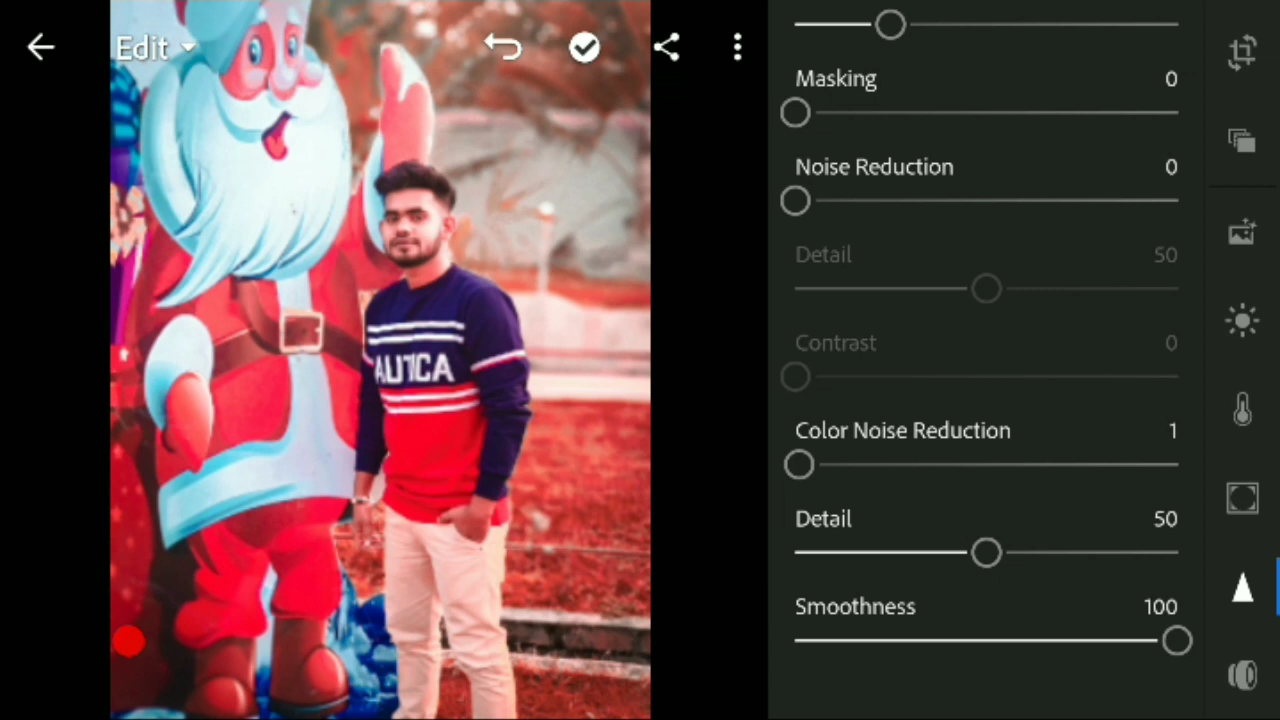 Edit
AUTICA
Masking 0
Noise Reduction 0
Detail 50
Contrast 0
Color Noise Reduction 1
Detail 50
Smoothness 100